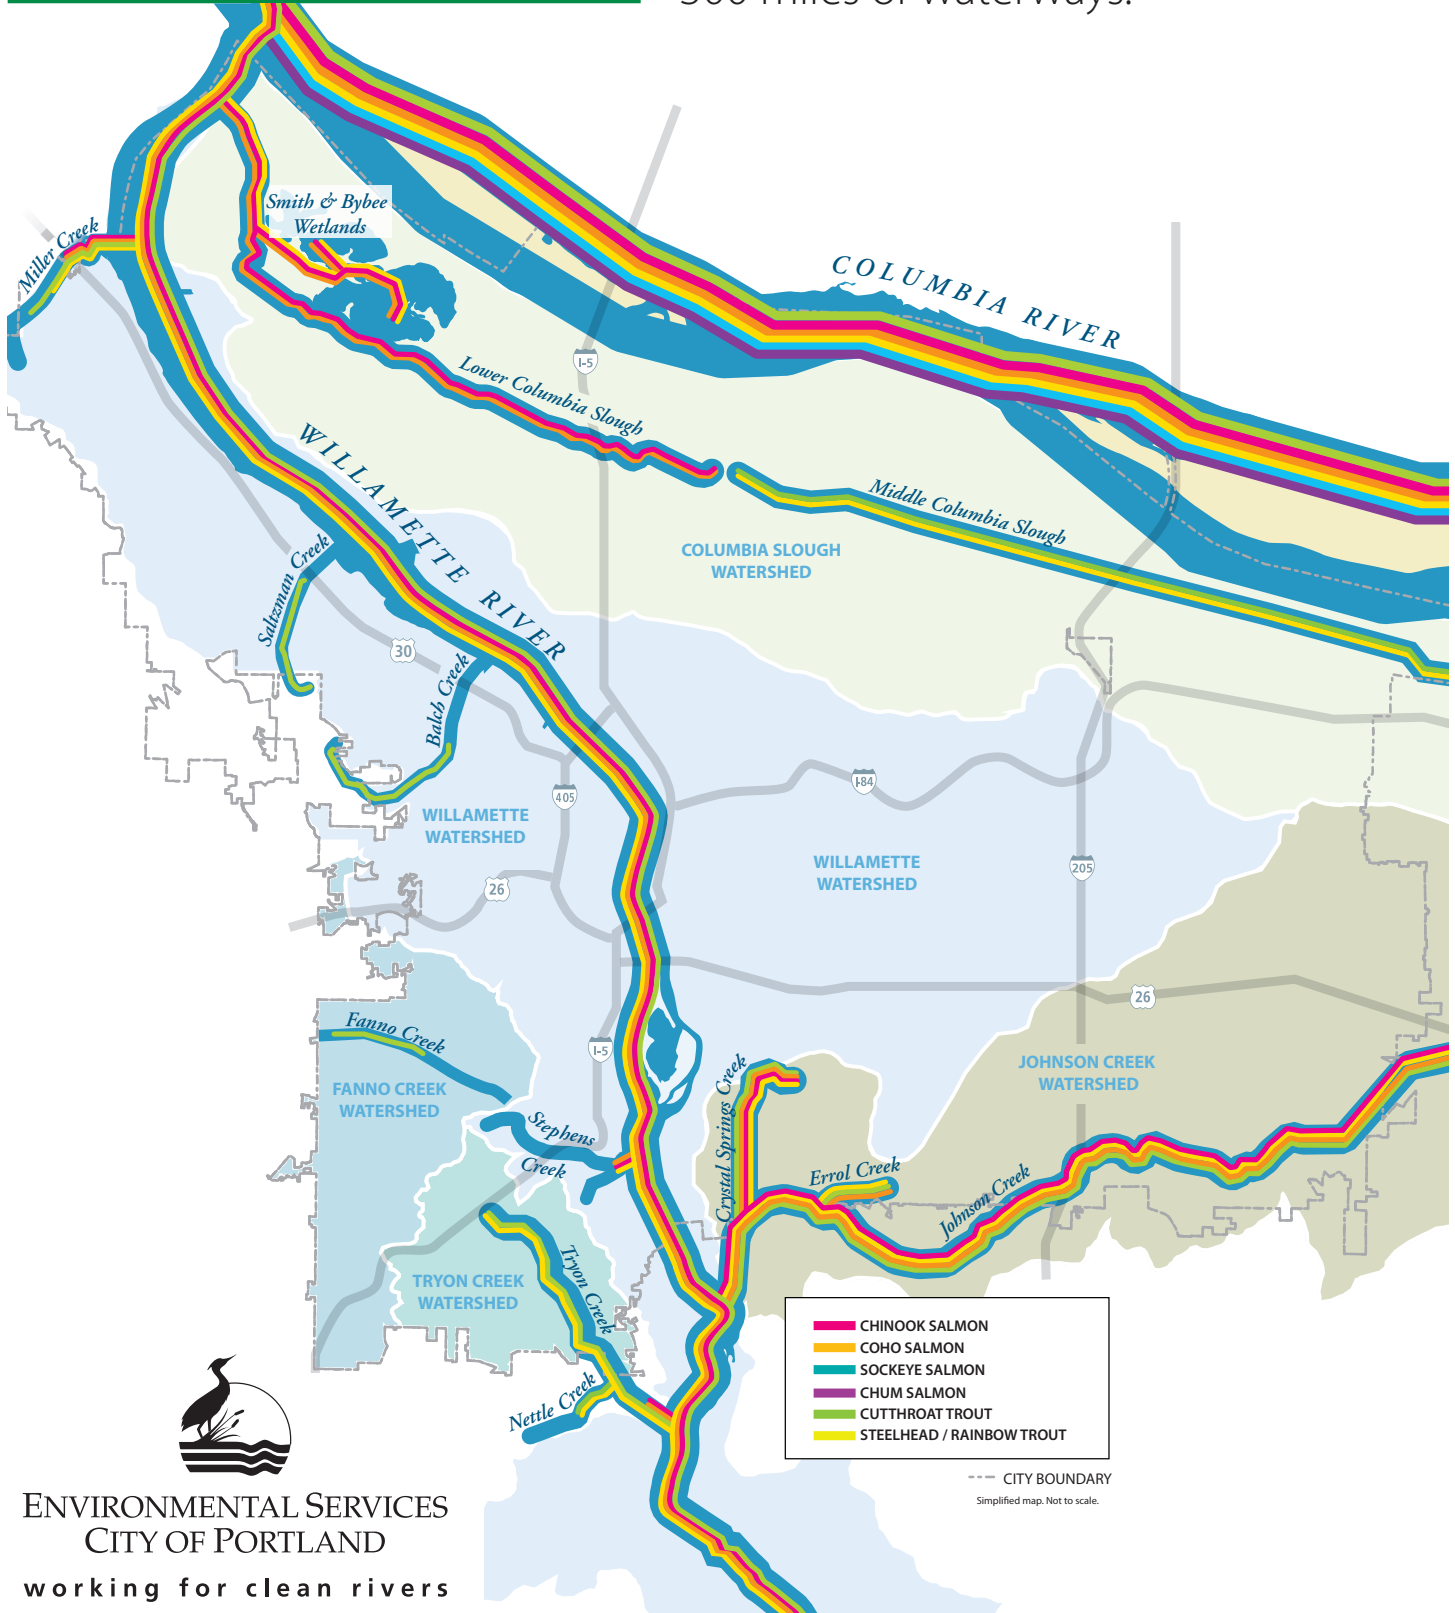 Smith & Bybee
Wetlands
Miller Creek
COLUMBIA RIVER
I-5
Lower Columbia Slough
WILLAMETTE RIVER
Middle Columbia Slough
COLUMBIA SLOUGH
WATERSHED
Saltzman Creek
30
Balch Creek
405
I-84
WILLAMETTE
WATERSHED
WILLAMETTE
WATERSHED
205
26
26
Fanno Creek
I-5
FANNO CREEK
WATERSHED
JOHNSON CREEK
WATERSHED
Crystal Springs Creek
Stephens
Creek
Errol Creek
Johnson Creek
TRYON CREEK
WATERSHED
Tryon Creek
Nettle Creek
CHINOOK SALMON
COHO SALMON
SOCKEYE SALMON
CHUM SALMON
CUTTHROAT TROUT
STEELHEAD / RAINBOW TROUT
CITY BOUNDARY
Simplified map. Not to scale.
ENVIRONMENTAL SERVICES
CITY OF PORTLAND
working for clean rivers